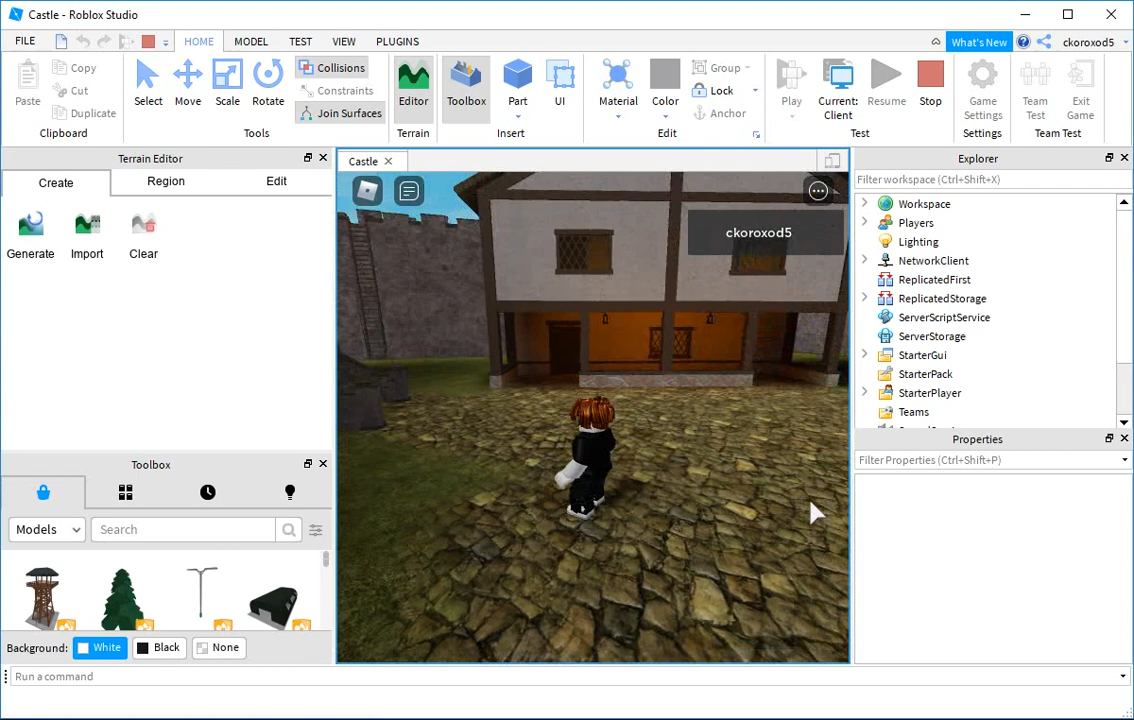 Castle - Roblox Studio
FILE
HOME
MODEL
TEST
VIEW
PLUGINS
What's New
ckoroxod5
Paste
Copy
Cut
Duplicate
Clipboard
Select
Move
Scale
Rotate
Collisions
Constraints
Join Surfaces
Tools
Editor
Terrain
Toolbox
Part
UI
Insert
Material
Color
Group
Lock
Anchor
Edit
Play
Current:
Client
Resume
Stop
Test
Game
Settings
Settings
Team
Test
Exit
Game
Team Test
Terrain Editor
Create
Region
Edit
Generate
Import
Clear
Toolbox
Models
Search
Background:
White
Black
None
Castle
ckoroxod5
Explorer
Filter workspace (Ctrl+Shift+X)
Workspace
Players
Lighting
NetworkClient
ReplicatedFirst
ReplicatedStorage
ServerScriptService
ServerStorage
StarterGui
StarterPack
StarterPlayer
Teams
Properties
Filter Properties (Ctrl+Shift+P)
Run a command